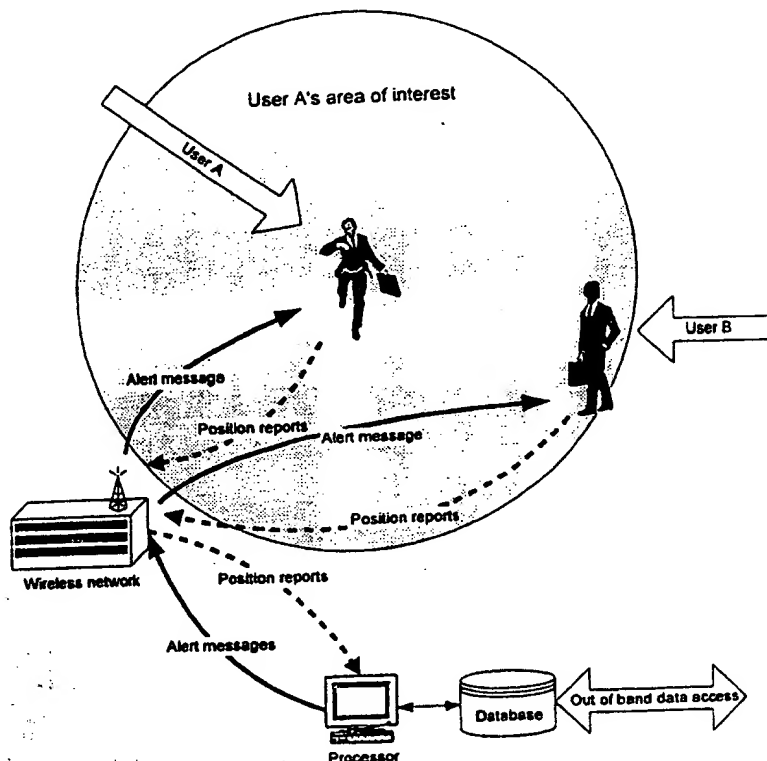 User A's area of interest
User A
User B
Alert message
Position reports
Alert message
Position reports
Wireless network
Position reports
Alert messages
Out of band data access
Database
Processor